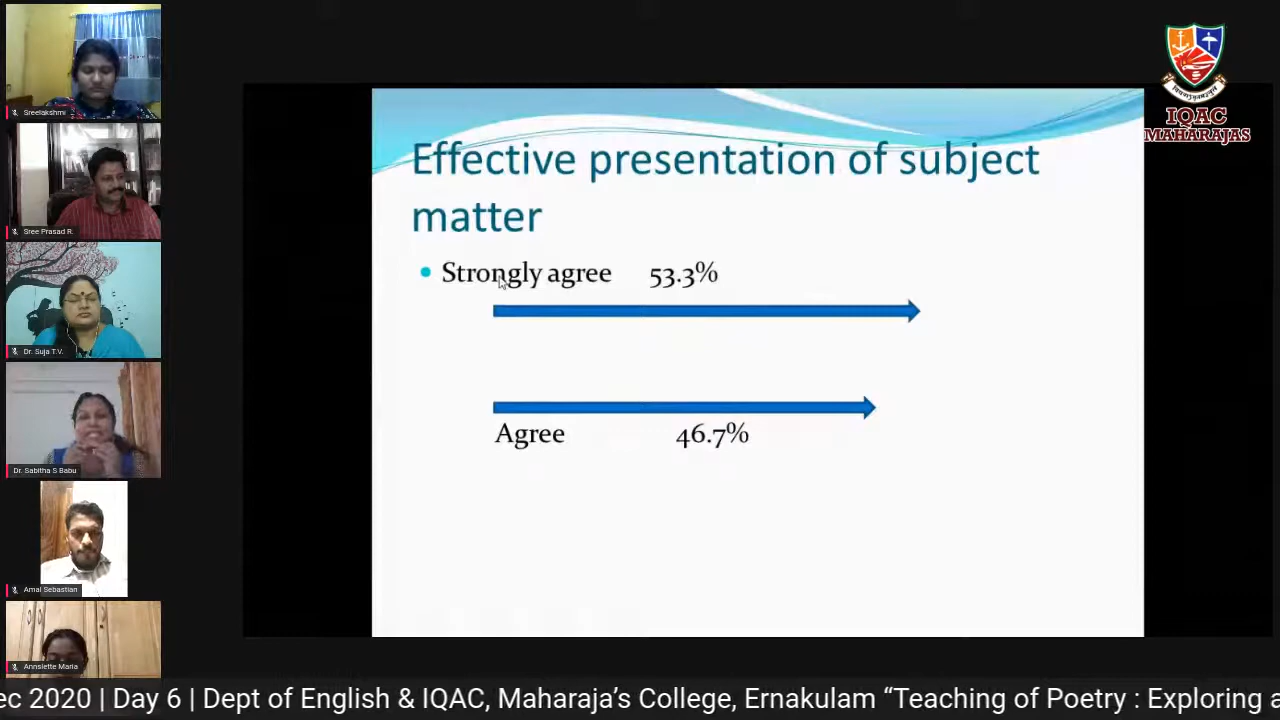 Sreelakshmi
Sree Prasad R.
Dr. Suja T.V.
Dr. Sabitha S Babu
Amal Sebastian
Annslette Maria
Effective presentation of subject
matter
Strongly agree 53.3%
Agree 46.7%
IQAC
MAHARAJAS
ec 2020 | Day 6 | Dept of English & IQAC, Maharaja’s College, Ernakulam “Teaching of Poetry : Exploring a